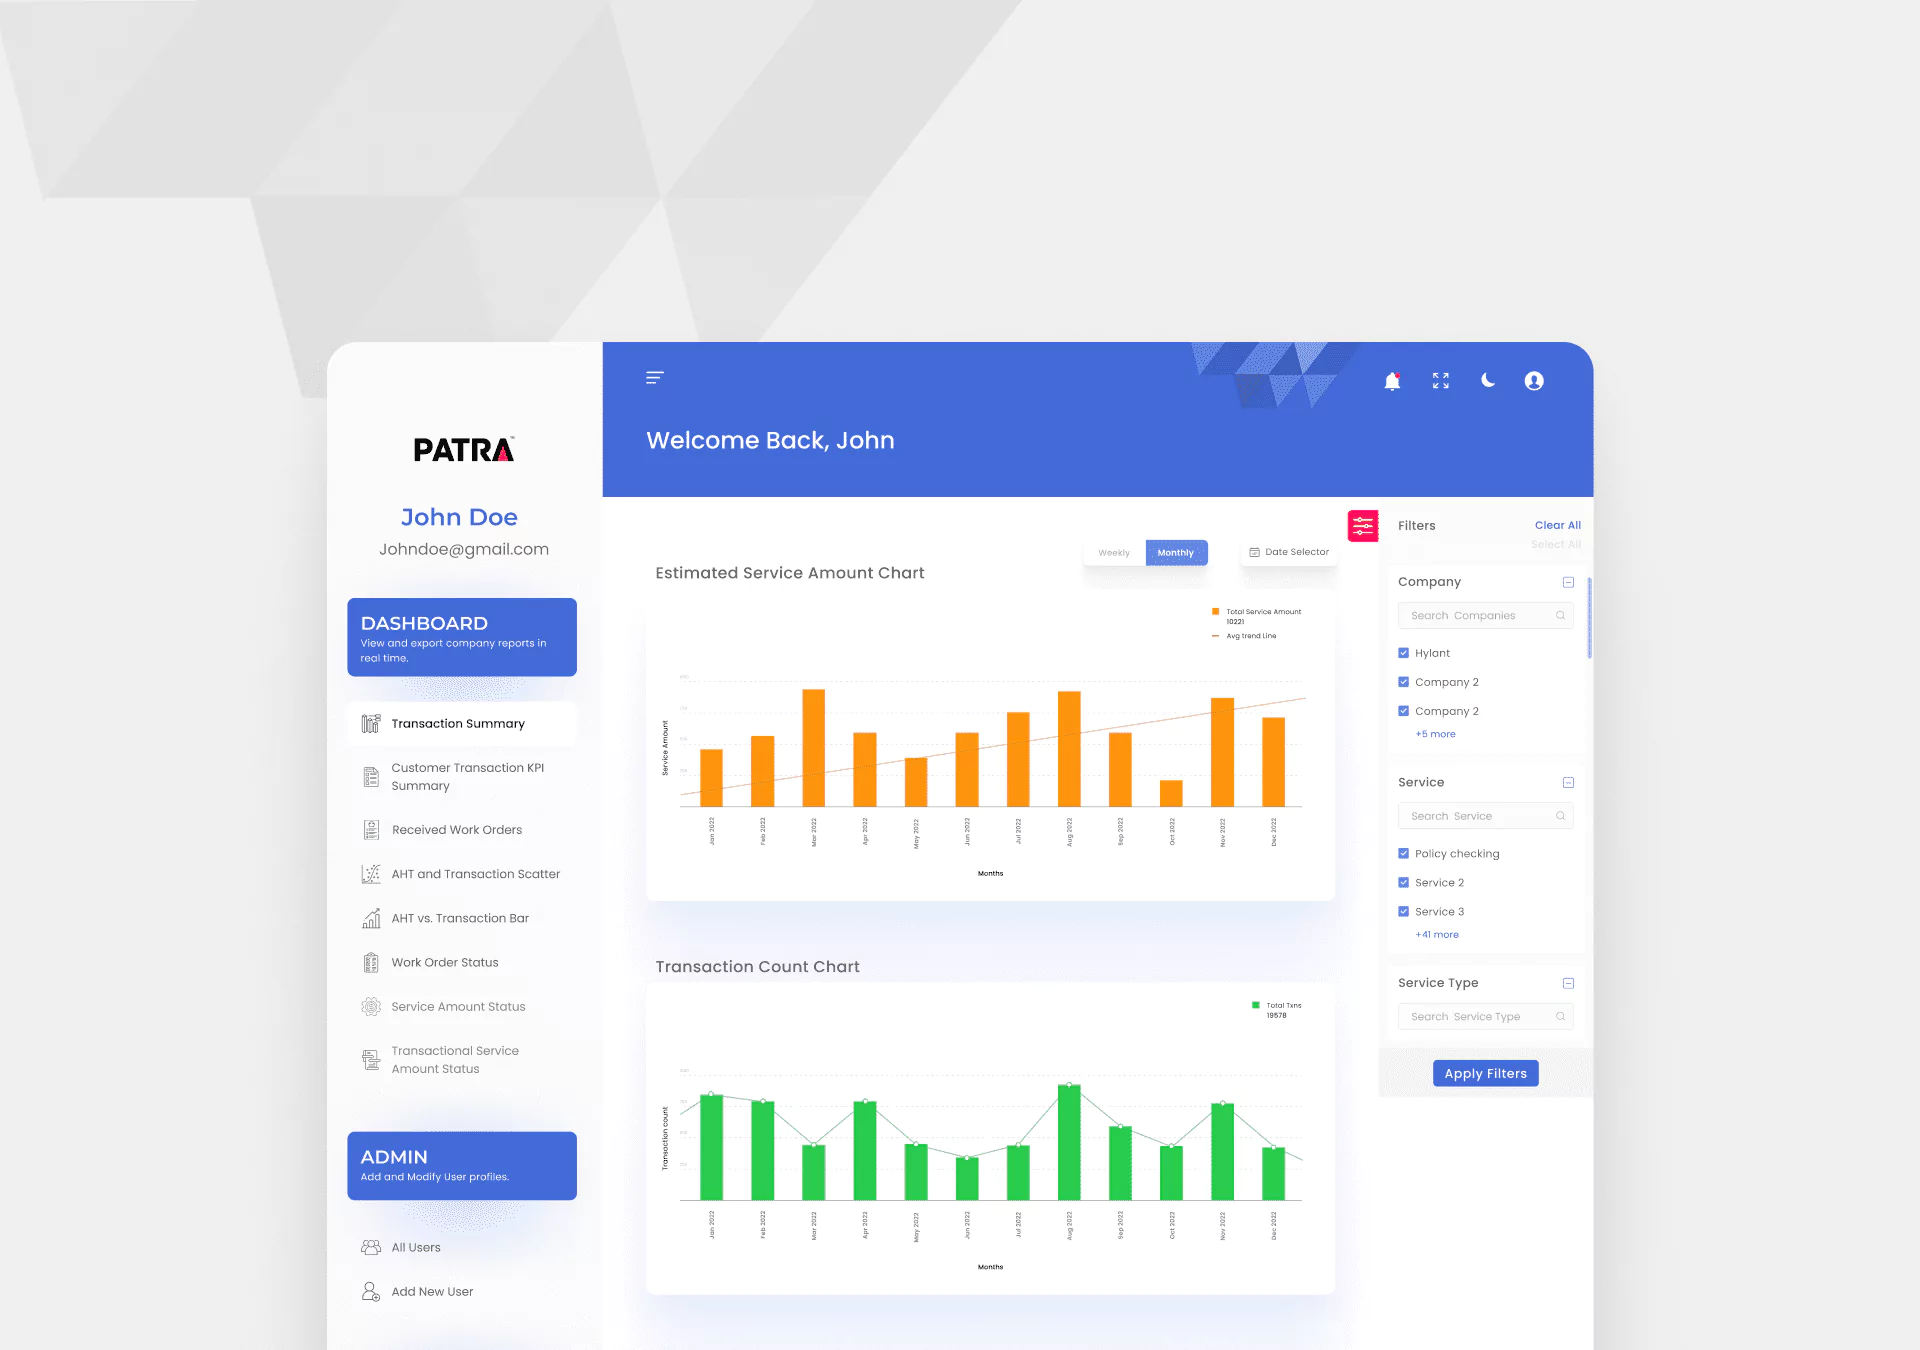 PATRA
John Doe
Johndoe@gmail.com
DASHBOARD
View and export company reports in
real time.
Transaction Summary
Customer Transaction KPI
Summary
Received Work Orders
AHT and Transaction Scatter
AHT vs. Transaction Bar
Work Order Status
Service Amount Status
Transactional Service
Amount Status
ADMIN
Add and Modify User profiles.
All Users
Add New User
Welcome Back, John
Estimated Service Amount Chart
Weekly
Monthly
Date Selector
Total Service Amount
10221
Avg trend Line
Service Amount
Jan 2022
Feb 2022
Mar 2022
Apr 2022
May 2022
Jun 2022
Jul 2022
Aug 2022
Sep 2022
Oct 2022
Nov 2022
Dec 2022
Months
Transaction Count Chart
Total Txns
19578
Transaction count
Jan 2022
Feb 2022
Mar 2022
Apr 2022
May 2022
Jun 2022
Jul 2022
Aug 2022
Sep 2022
Oct 2022
Nov 2022
Dec 2022
Months
Filters
Clear All
Select All
Company
Search Companies
Hylant
Company 2
Company 2
+5 more
Service
Search Service
Policy checking
Service 2
Service 3
+41 more
Service Type
Search Service Type
Apply Filters